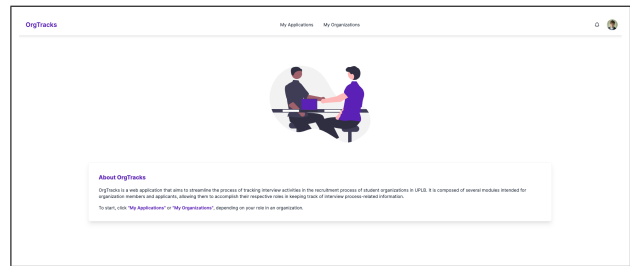 OrgTracks
My Applications My Organizations
About OrgTracks
OrgTracks is a web application that aims to streamline the process of tracking interview activities in the recruitment process of student organizations in UPLB. It is composed of several modules intended for
organization members and applicants, allowing them to accomplish their respective roles in keeping track of interview process-related information.
To start, click "My Applications" or "My Organizations", depending on your role in an organization.